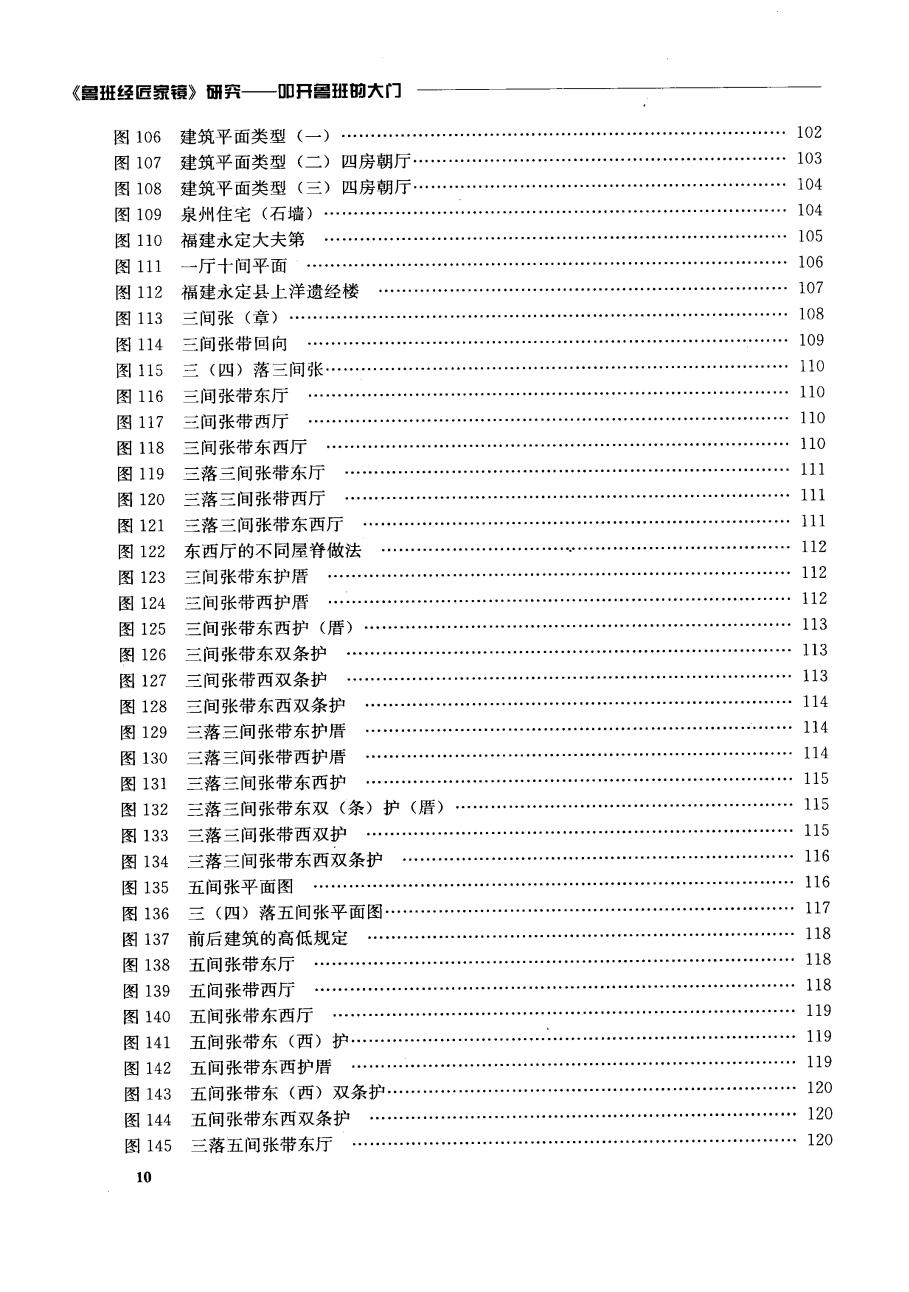 《鲁班经匠家镜》研究——叩开鲁班的大门
图 106 建筑平面类型（一）…… 102
图 107 建筑平面类型（二）四房朝厅…… 103
图 108 建筑平面类型（三）四房朝厅…… 104
图 109 泉州住宅（石墙）…… 104
图 110 福建永定大夫第 …… 105
图 111 一厅十间平面 …… 106
图 112 福建永定县上洋遗经楼 …… 107
图 113 三间张（章）…… 108
图 114 三间张带回向 …… 109
图 115 三（四）落三间张…… 110
图 116 三间张带东厅 …… 110
图 117 三间张带西厅 …… 110
图 118 三间张带东西厅 …… 110
图 119 三落三间张带东厅 …… 111
图 120 三落三间张带西厅 …… 111
图 121 三落三间张带东西厅 …… 111
图 122 东西厅的不同屋脊做法 …… 112
图 123 三间张带东护厝 …… 112
图 124 三间张带西护厝 …… 112
图 125 三间张带东西护（厝）…… 113
图 126 三间张带东双条护 …… 113
图 127 三间张带西双条护 …… 113
图 128 三间张带东西双条护 …… 114
图 129 三落三间张带东护厝 …… 114
图 130 三落三间张带西护厝 …… 114
图 131 三落三间张带东西护 …… 115
图 132 三落三间张带东双（条）护（厝）…… 115
图 133 三落三间张带西双护 …… 115
图 134 三落三间张带东西双条护 …… 116
图 135 五间张平面图 …… 116
图 136 三（四）落五间张平面图…… 117
图 137 前后建筑的高低规定 …… 118
图 138 五间张带东厅 …… 118
图 139 五间张带西厅 …… 118
图 140 五间张带东西厅 …… 119
图 141 五间张带东（西）护…… 119
图 142 五间张带东西护厝 …… 119
图 143 五间张带东（西）双条护…… 120
图 144 五间张带东西双条护 …… 120
图 145 三落五间张带东厅 …… 120
10